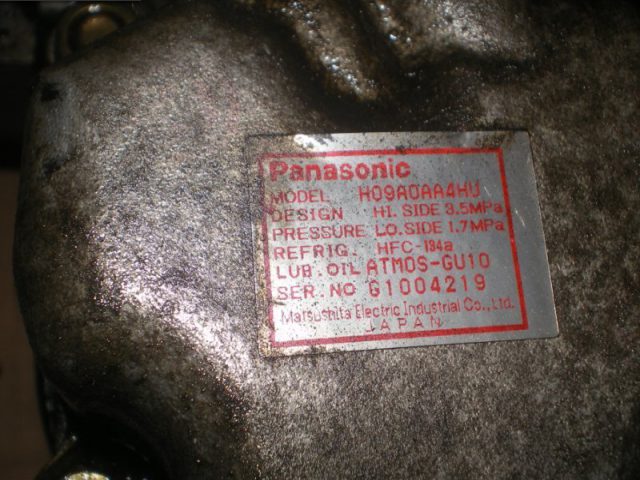 Panasonic
MODEL H09A0AA4HU
DESIGN HI. SIDE 3.5MPa
PRESSURE LO. SIDE 1.7MPa
REFRIG. HFC-134a
LUB. OIL ATMOS-GU10
SER. NO G1004219
Matsushita Electric Industrial Co., Ltd.
JAPAN